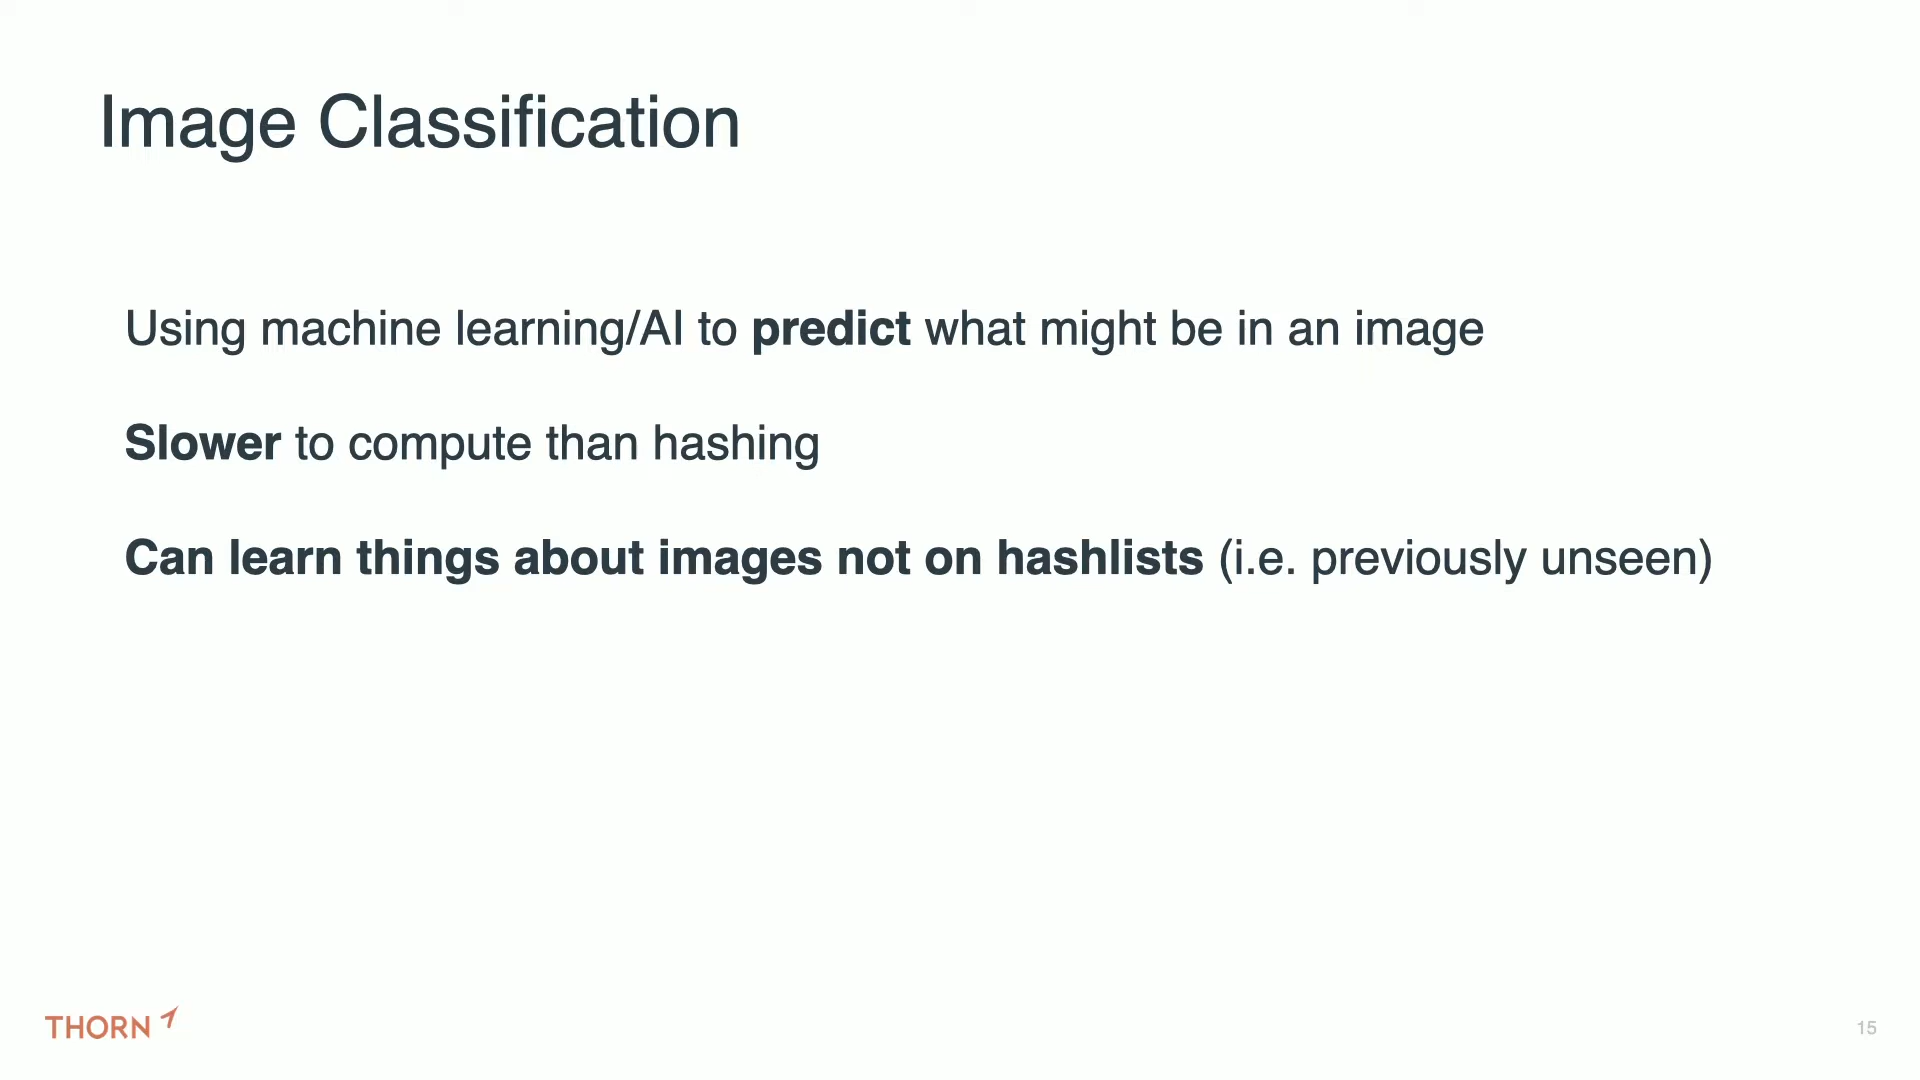 Image Classification
Using machine learning/AI to predict what might be in an image
Slower to compute than hashing
Can learn things about images not on hashlists (i.e. previously unseen)
THORN
15